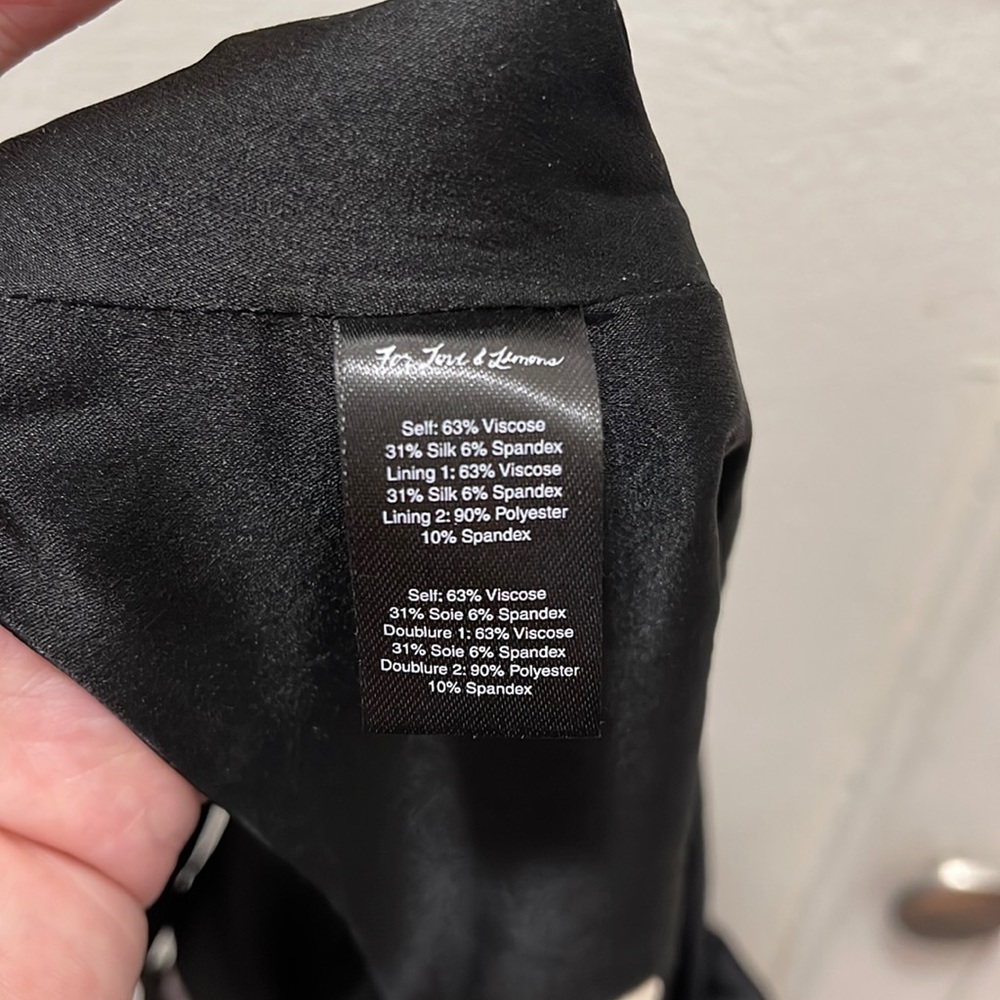 For Love & Lemons
Self: 63% Viscose
31% Silk 6% Spandex
Lining 1: 63% Viscose
31% Silk 6% Spandex
Lining 2: 90% Polyester
10% Spandex
Self: 63% Viscose
31% Soie 6% Spandex
Doublure 1: 63% Viscose
31% Soie 6% Spandex
Doublure 2: 90% Polyester
10% Spandex